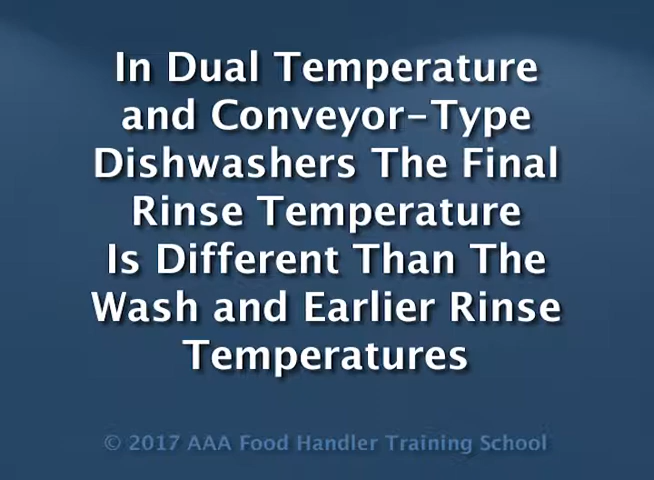 In Dual Temperature
and Conveyor-Type
Dishwashers The Final
Rinse Temperature
Is Different Than The
Wash and Earlier Rinse
Temperatures
© 2017 AAA Food Handler Training School